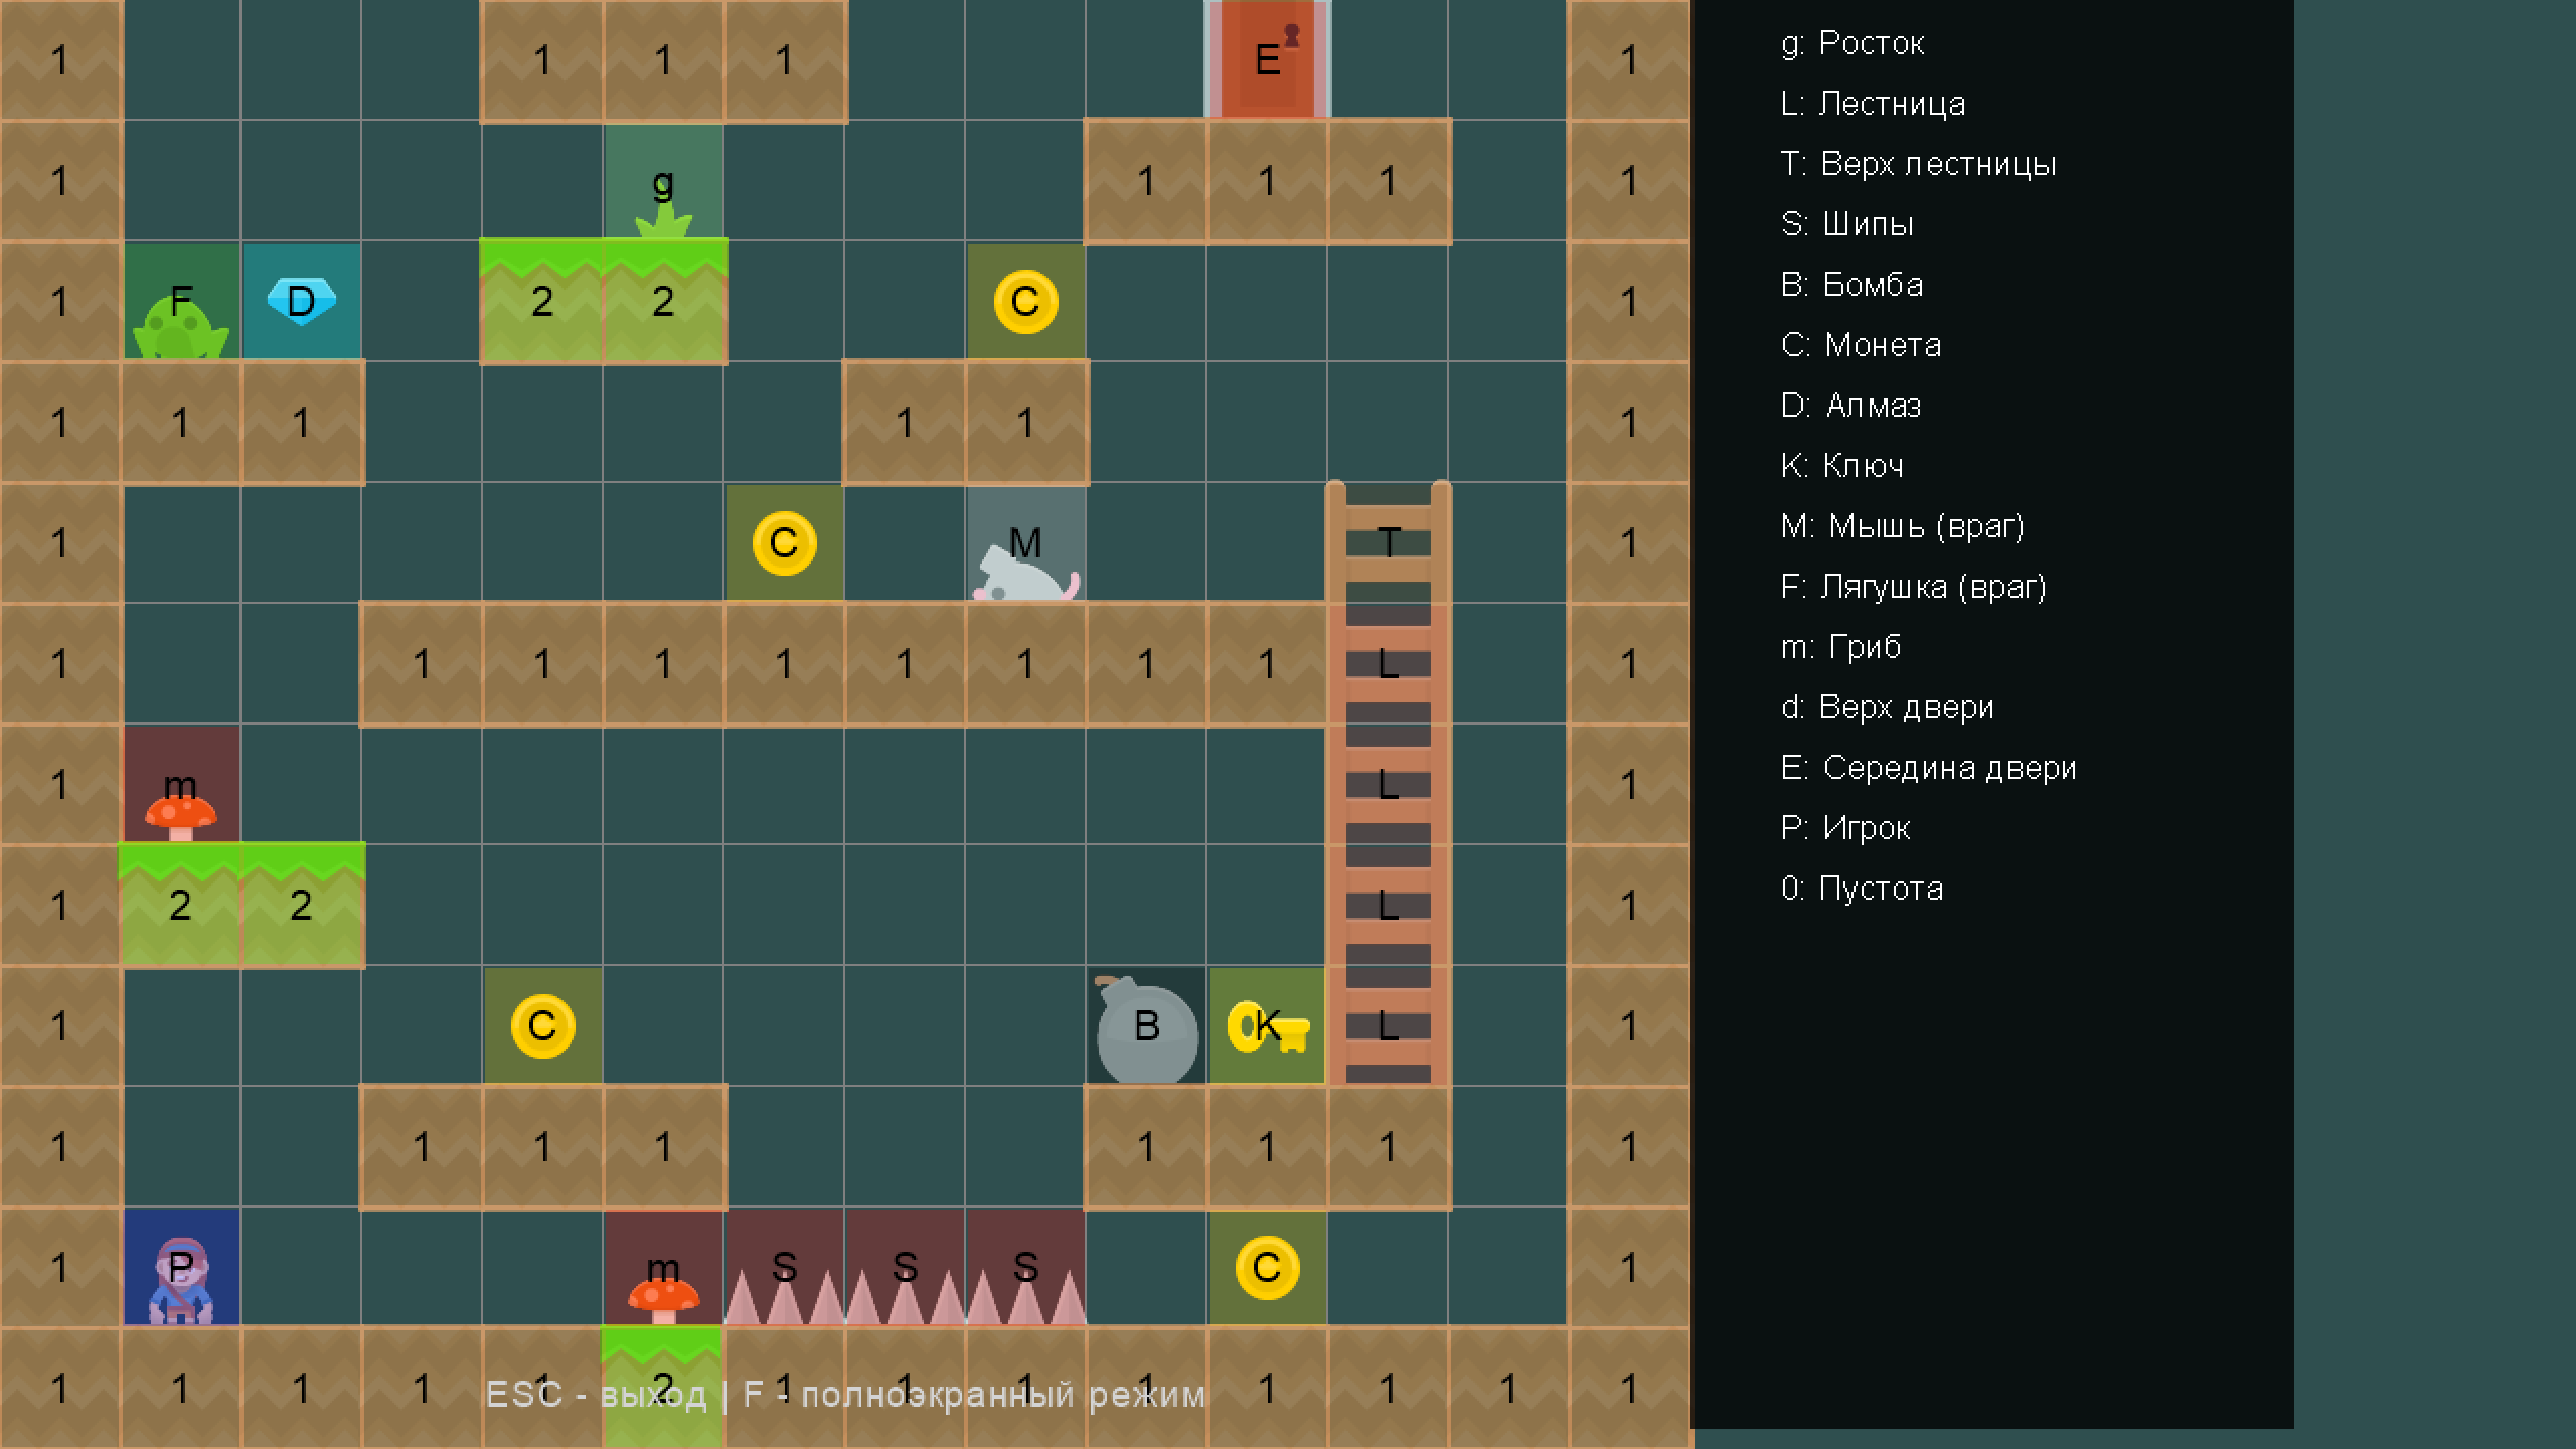 1 1 1 1 E 1
1 g 1 1 1 1
1 F D 2 2 C 1
1 1 1 1 1 1
1 C M T 1
1 1 1 1 1 1 1 1 1 L 1
1 m L 1
1 2 2 L 1
1 C B K L 1
1 1 1 1 1 1 1 1
1 P m S S S C 1
1 1 1 1 1 2 1 1 1 1 1 1 1 1
ESC - выход | F - полноэкранный режим
g: Росток
L: Лестница
T: Верх лестницы
S: Шипы
B: Бомба
C: Монета
D: Алмаз
K: Ключ
M: Мышь (враг)
F: Лягушка (враг)
m: Гриб
d: Верх двери
E: Середина двери
P: Игрок
0: Пустота